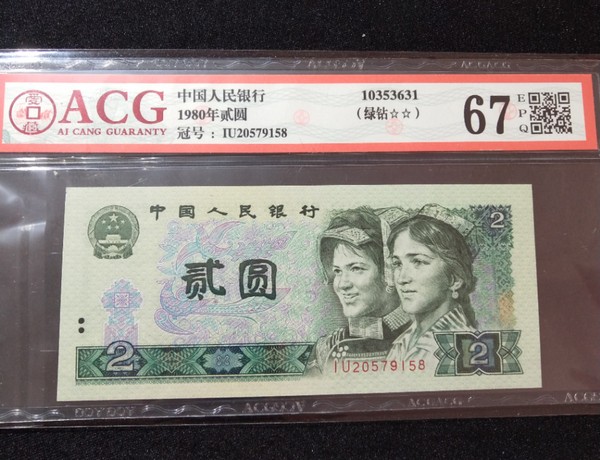 ACG
AI CANG GUARANTY
中国人民银行
1980年贰圆
冠号：IU20579158
10353631
（绿钻☆☆）
67
EPQ
中国人民银行
2
贰圆
2
IU20579158
2